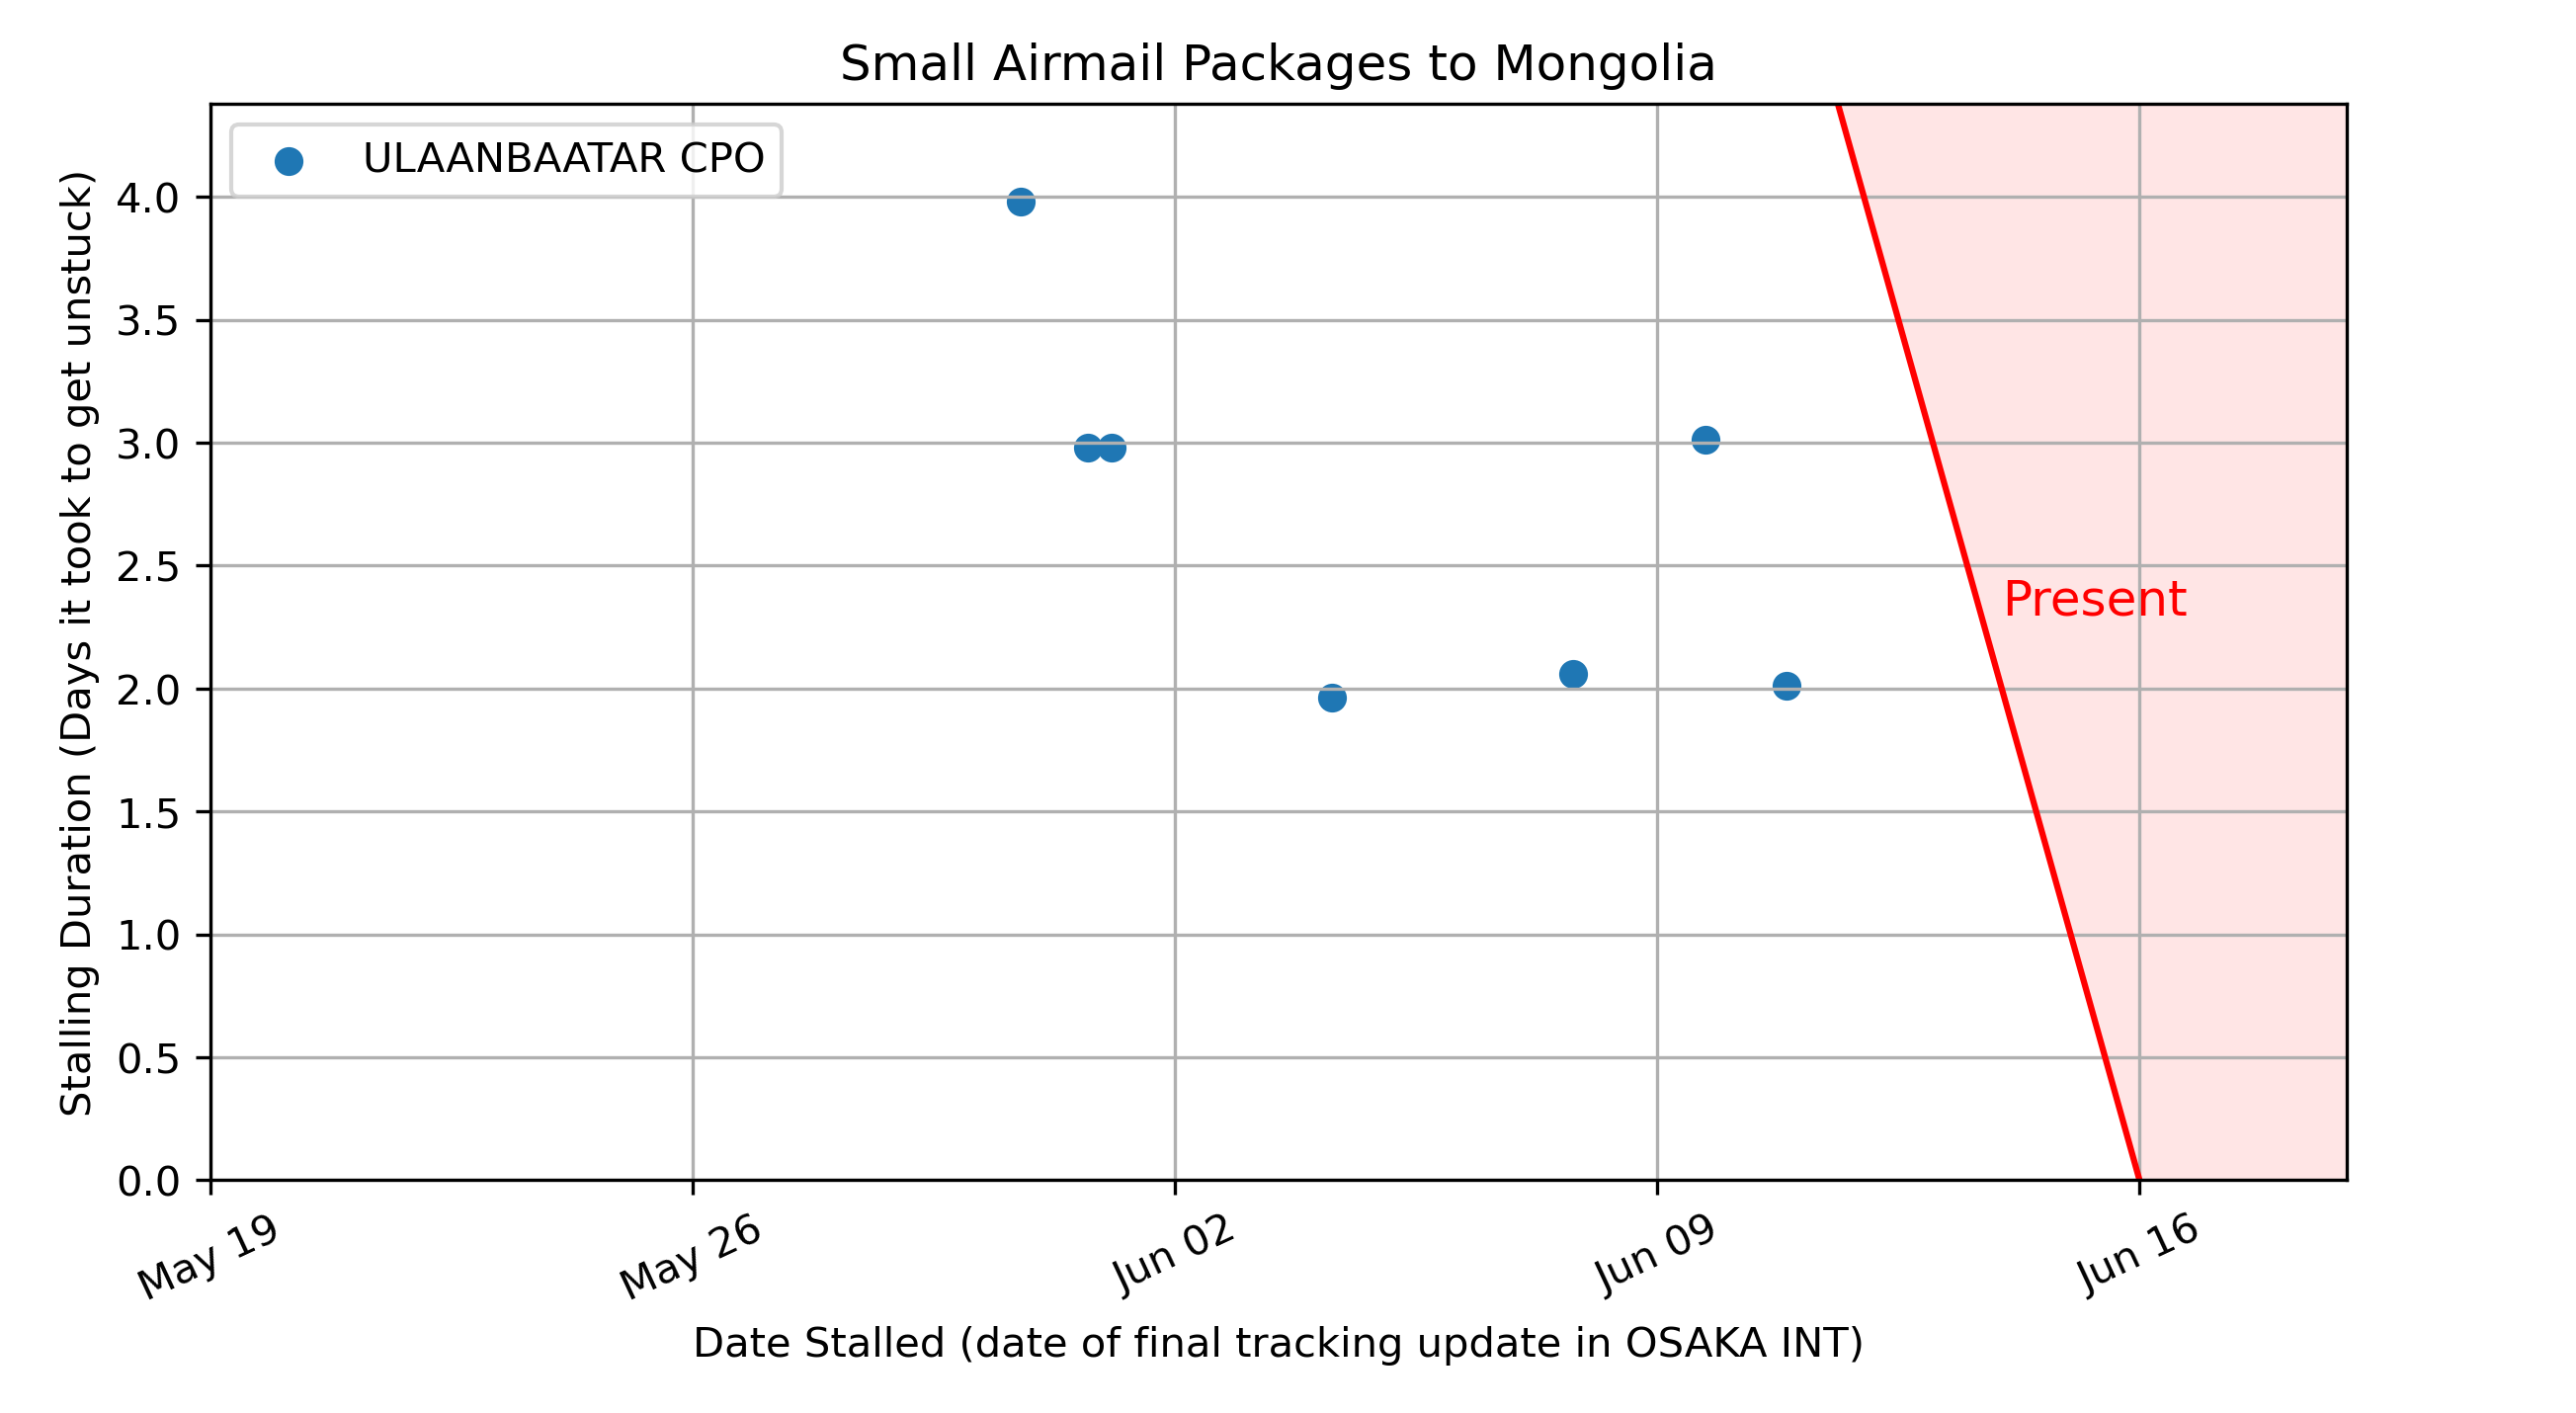 Small Airmail Packages to Mongolia
ULAANBAATAR CPO
Stalling Duration (Days it took to get unstuck)
4.0
3.5
3.0
2.5
2.0
1.5
1.0
0.5
0.0
Present
May 19
May 26
Jun 02
Jun 09
Jun 16
Date Stalled (date of final tracking update in OSAKA INT)